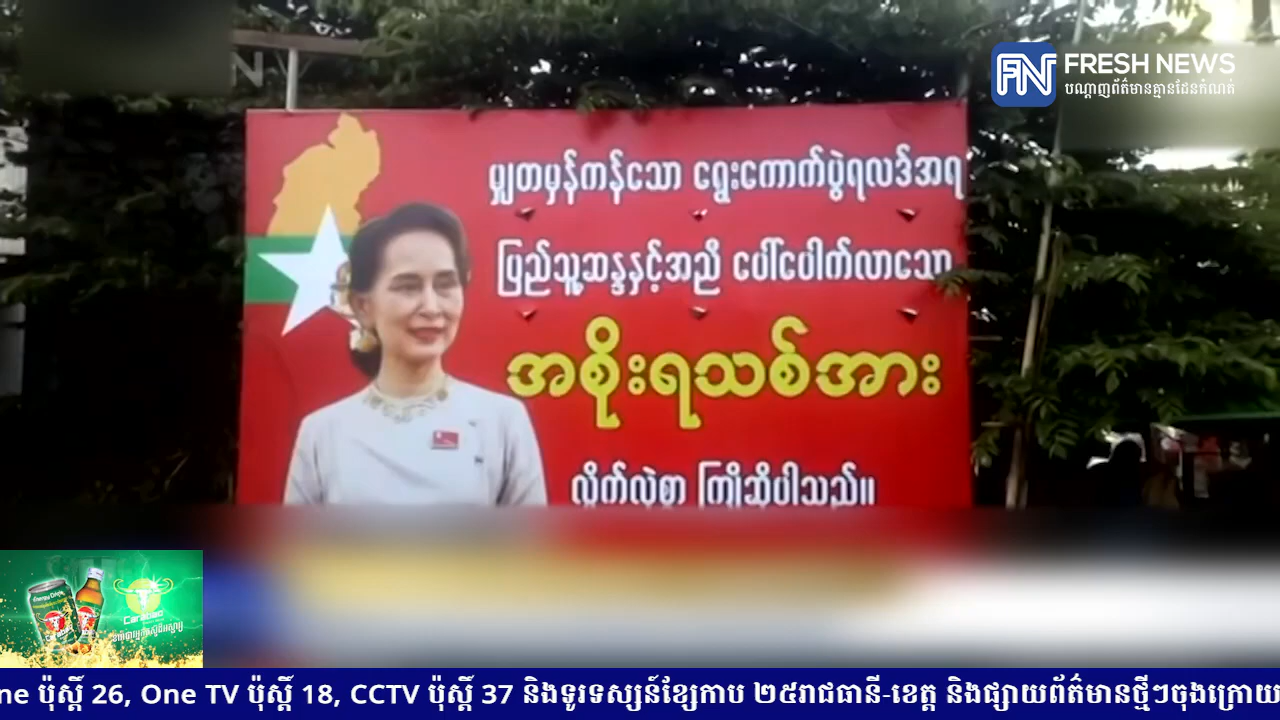 FRESH NEWS
បណ្ដាញព័ត៌មានគ្មានដែនកំណត់
မျှတမှန်ကန်သော ရွေးကောက်ပွဲရလဒ်အရ
ပြည်သူ့ဆန္ဒနှင့်အညီ ပေါ်ပေါက်လာသော
အစိုးရသစ်အား
လှိုက်လှဲစွာ ကြိုဆိုပါသည်။
Energy Drink
Carabao
ne ប៉ុស្តិ៍ 26, One TV ប៉ុស្តិ៍ 18, CCTV ប៉ុស្តិ៍ 37 និងទូរទស្សន៍ខ្សែកាប ២៥រាជធានី-ខេត្ត និងផ្សាយព័ត៌មានថ្មីៗចុងក្រោយ